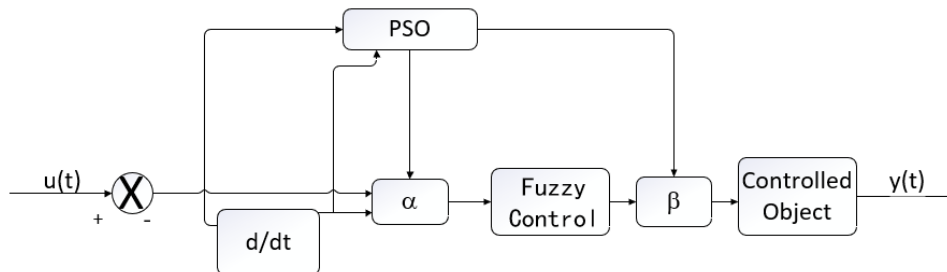 PSO
u(t)
X
+
-
α
Fuzzy
Control
β
Controlled
Object
y(t)
d/dt